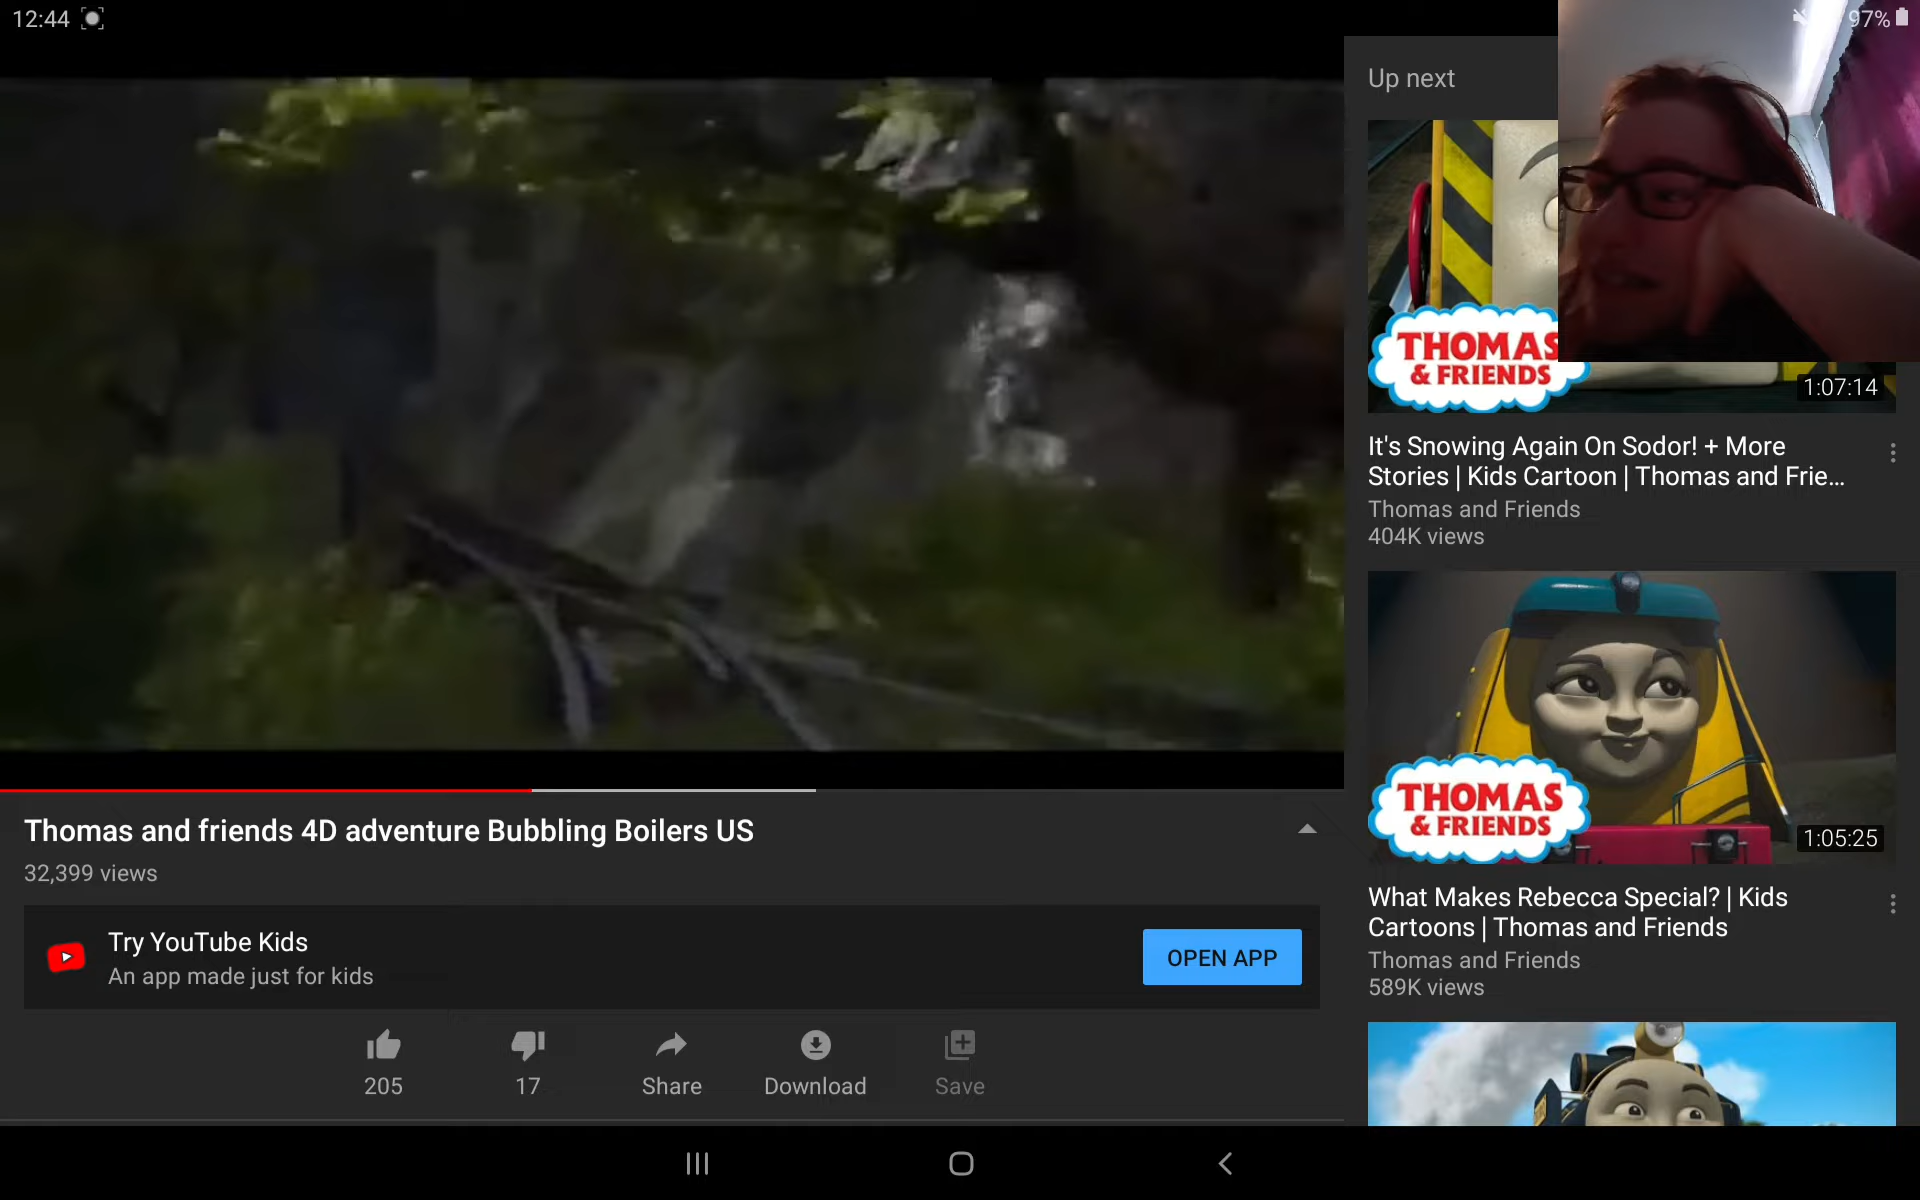 12:44
97%
Up next
THOMAS
& FRIENDS
1:07:14
It's Snowing Again On Sodor! + More
Stories | Kids Cartoon | Thomas and Frie...
Thomas and Friends
404K views
THOMAS
& FRIENDS
1:05:25
What Makes Rebecca Special? | Kids
Cartoons | Thomas and Friends
Thomas and Friends
589K views
Thomas and friends 4D adventure Bubbling Boilers US
32,399 views
Try YouTube Kids
An app made just for kids
OPEN APP
205
17
Share
Download
Save